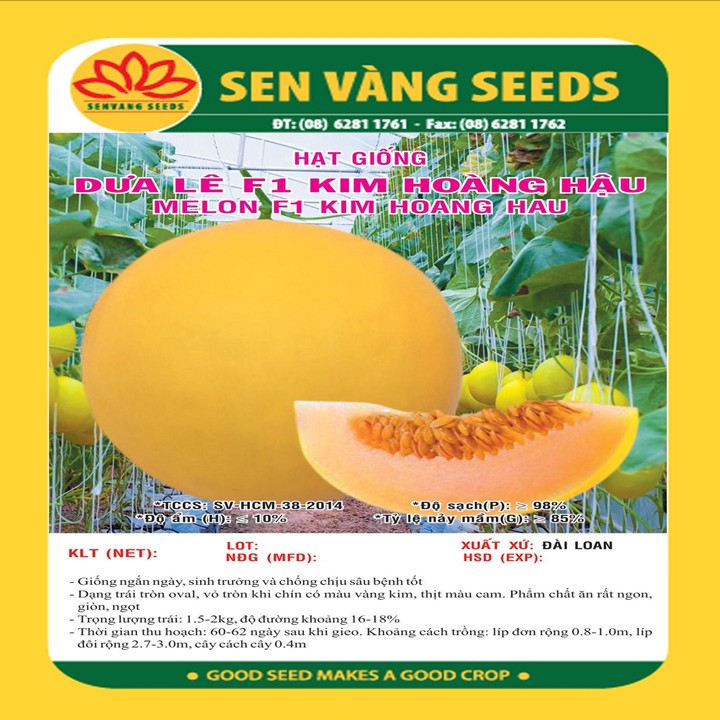 SENVANG SEEDS
SEN VÀNG SEEDS
ĐT: (08) 6281 1761 - Fax: (08) 6281 1762
HẠT GIỐNG
DƯA LÊ F1 KIM HOÀNG HẬU
MELON F1 KIM HOANG HAU
*TCCS: SV-HCM-38-2014 *Độ sạch(P): ≥ 98%
*Độ ẩm (H): ≤ 10% *Tỷ lệ nảy mầm(G): ≥ 85%
KLT (NET): LOT: XUẤT XỨ: ĐÀI LOAN
NĐG (MFD): HSD (EXP):
- Giống ngắn ngày, sinh trưởng và chống chịu sâu bệnh tốt
- Dạng trái tròn oval, vỏ tròn khi chín có màu vàng kim, thịt màu cam. Phẩm chất ăn rất ngon,
giòn, ngọt
- Trọng lượng trái: 1.5-2kg, độ đường khoảng 16-18%
- Thời gian thu hoạch: 60-62 ngày sau khi gieo. Khoảng cách trồng: líp đơn rộng 0.8-1.0m, líp
đôi rộng 2.7-3.0m, cây cách cây 0.4m
● GOOD SEED MAKES A GOOD CROP ●